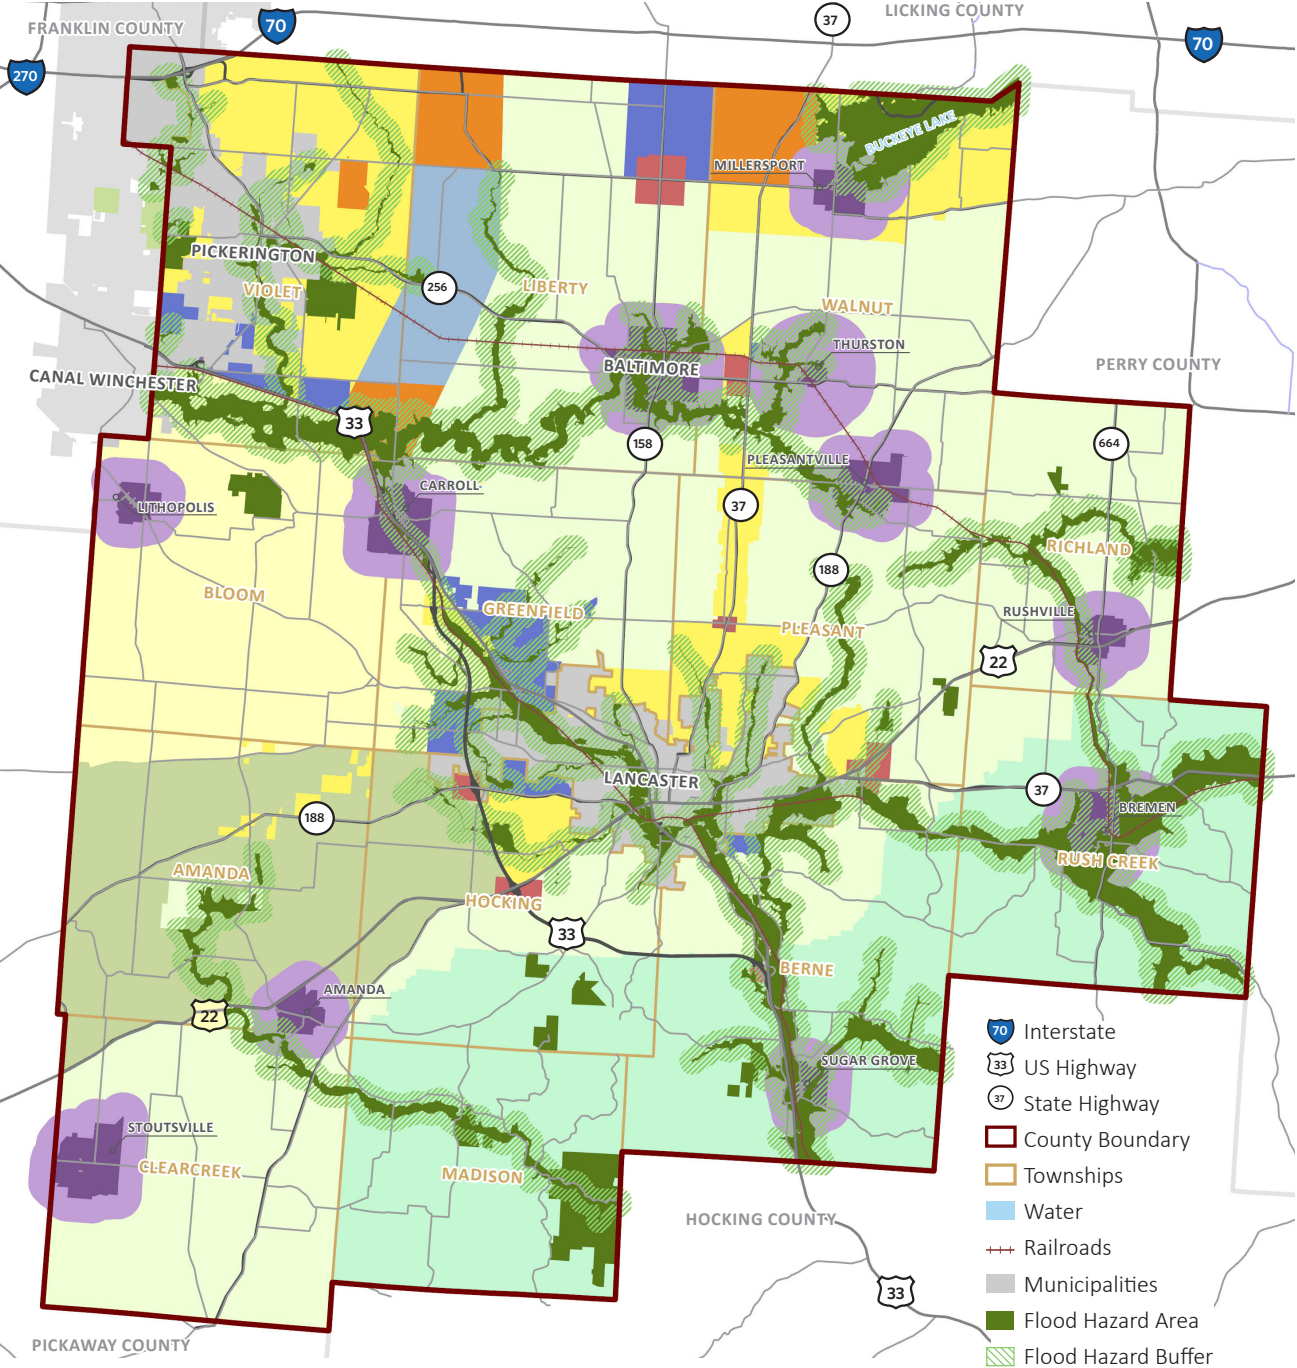 LICKING COUNTY
FRANKLIN COUNTY
70
37
70
270
BUCKEYE LAKE
MILLERSPORT
PICKERINGTON
VIOLET
256
LIBERTY
WALNUT
THURSTON
PERRY COUNTY
BALTIMORE
CANAL WINCHESTER
33
158
664
PLEASANTVILLE
CARROLL
LITHOPOLIS
37
RICHLAND
188
BLOOM
GREENFIELD
RUSHVILLE
PLEASANT
22
LANCASTER
37
BREMEN
188
RUSH CREEK
AMANDA
HOCKING
33
BERNE
AMANDA
22
SUGAR GROVE
STOUTSVILLE
CLEARCREEK
MADISON
HOCKING COUNTY
33
PICKAWAY COUNTY
70 Interstate
33 US Highway
37 State Highway
County Boundary
Townships
Water
Railroads
Municipalities
Flood Hazard Area
Flood Hazard Buffer